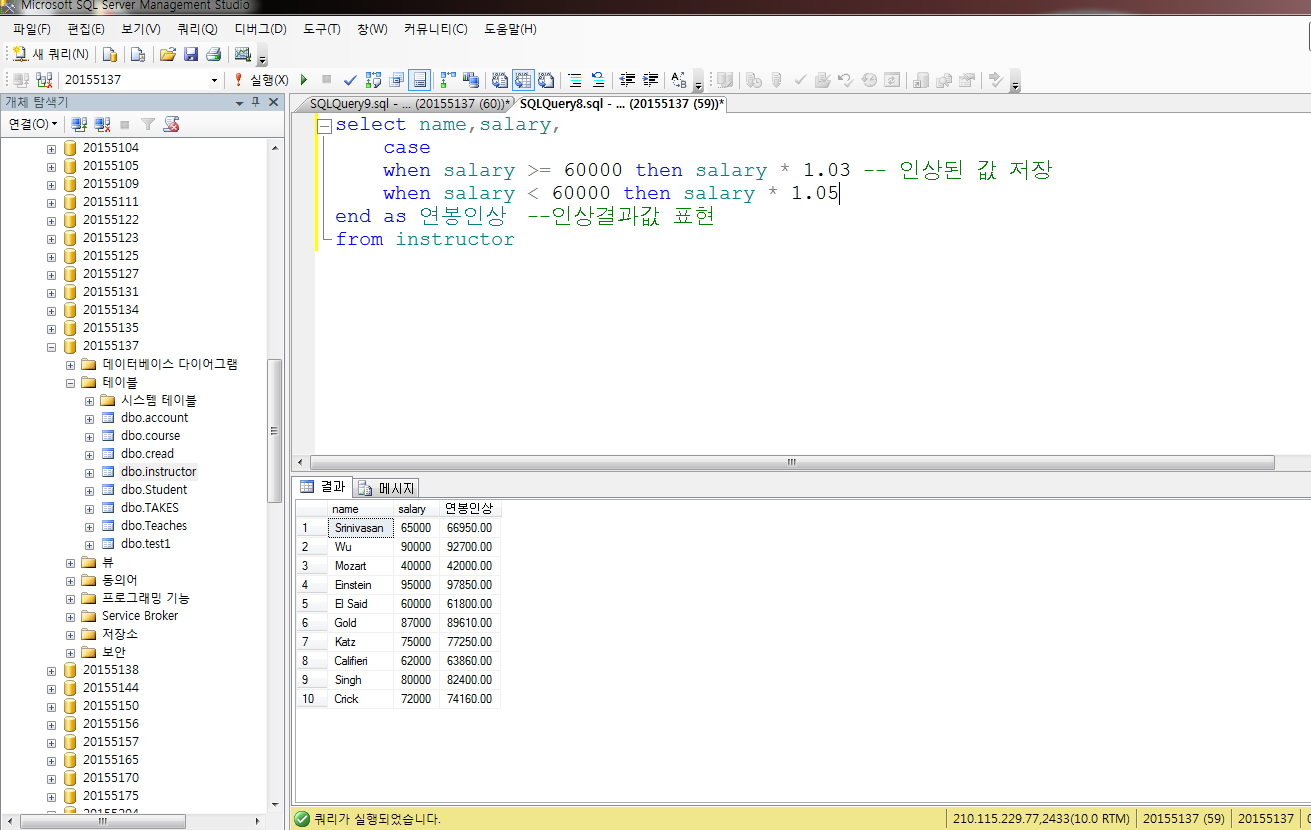 Microsoft SQL Server Management Studio
파일(F) 편집(E) 보기(V) 쿼리(Q) 디버그(D) 도구(T) 창(W) 커뮤니티(C) 도움말(H)
새 쿼리(N)
20155137 실행(X)
개체 탐색기
연결(O)
20155104
20155105
20155109
20155111
20155122
20155123
20155125
20155127
20155131
20155134
20155135
20155137
데이터베이스 다이어그램
테이블
시스템 테이블
dbo.account
dbo.course
dbo.cread
dbo.instructor
dbo.Student
dbo.TAKES
dbo.Teaches
dbo.test1
뷰
동의어
프로그래밍 기능
Service Broker
저장소
보안
20155138
20155144
20155150
20155156
20155157
20155165
20155170
20155175
SQLQuery9.sql - ... (20155137 (60))* SQLQuery8.sql - ... (20155137 (59))*
select name,salary,
case
when salary >= 60000 then salary * 1.03 -- 인상된 값 저장
when salary < 60000 then salary * 1.05
end as 연봉인상 --인상결과값 표현
from instructor
결과 메시지
name salary 연봉인상
1 Srinivasan 65000 66950.00
2 Wu 90000 92700.00
3 Mozart 40000 42000.00
4 Einstein 95000 97850.00
5 El Said 60000 61800.00
6 Gold 87000 89610.00
7 Katz 75000 77250.00
8 Califieri 62000 63860.00
9 Singh 80000 82400.00
10 Crick 72000 74160.00
쿼리가 실행되었습니다. 210.115.229.77,2433(10.0 RTM) 20155137 (59) 20155137